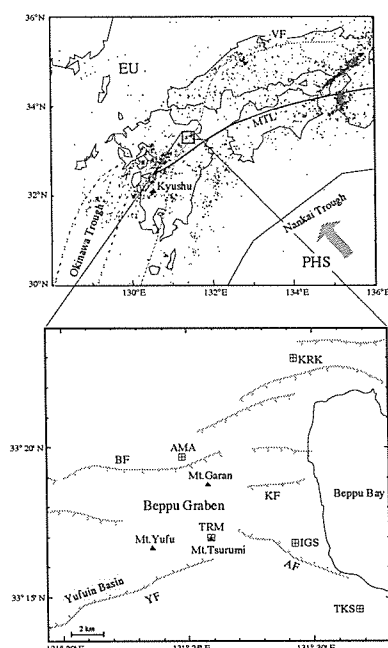 36°N
VF
EU
34°N
MTL
Kyushu
32°N
Okinawa Trough
Nankai Trough
PHS
30°N
130°E
132°E
134°E
136°E
KRK
33° 20'
AMA
BF
Mt.Garan
KF
Beppu Bay
Beppu Graben
TRM
IGS
Mt.Yufu
Mt.Tsurumi
AF
Yufuin Basin
YF
33° 15'
TKS
2 km